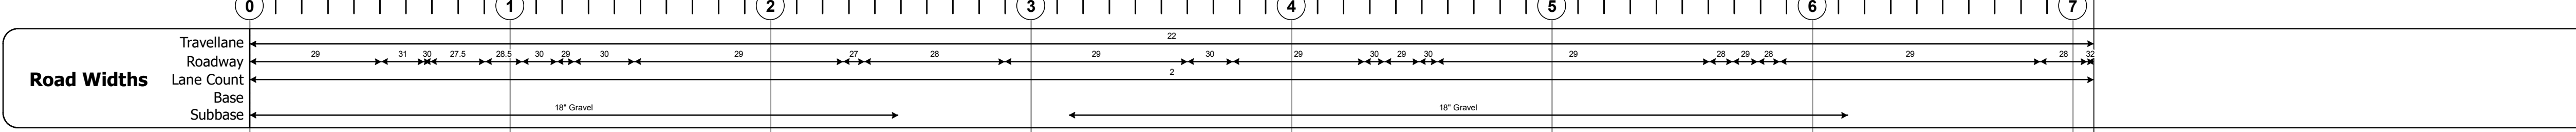 0 1 2 3 4 5 6 7
Road Widths
Travellane 22
Roadway 29 31 30 27.5 28.5 30 29 30 29 27 28 29 30 29 30 29 30 29 28 29 28 29 28 32
Lane Count 2
Base
Subbase 18" Gravel 18" Gravel